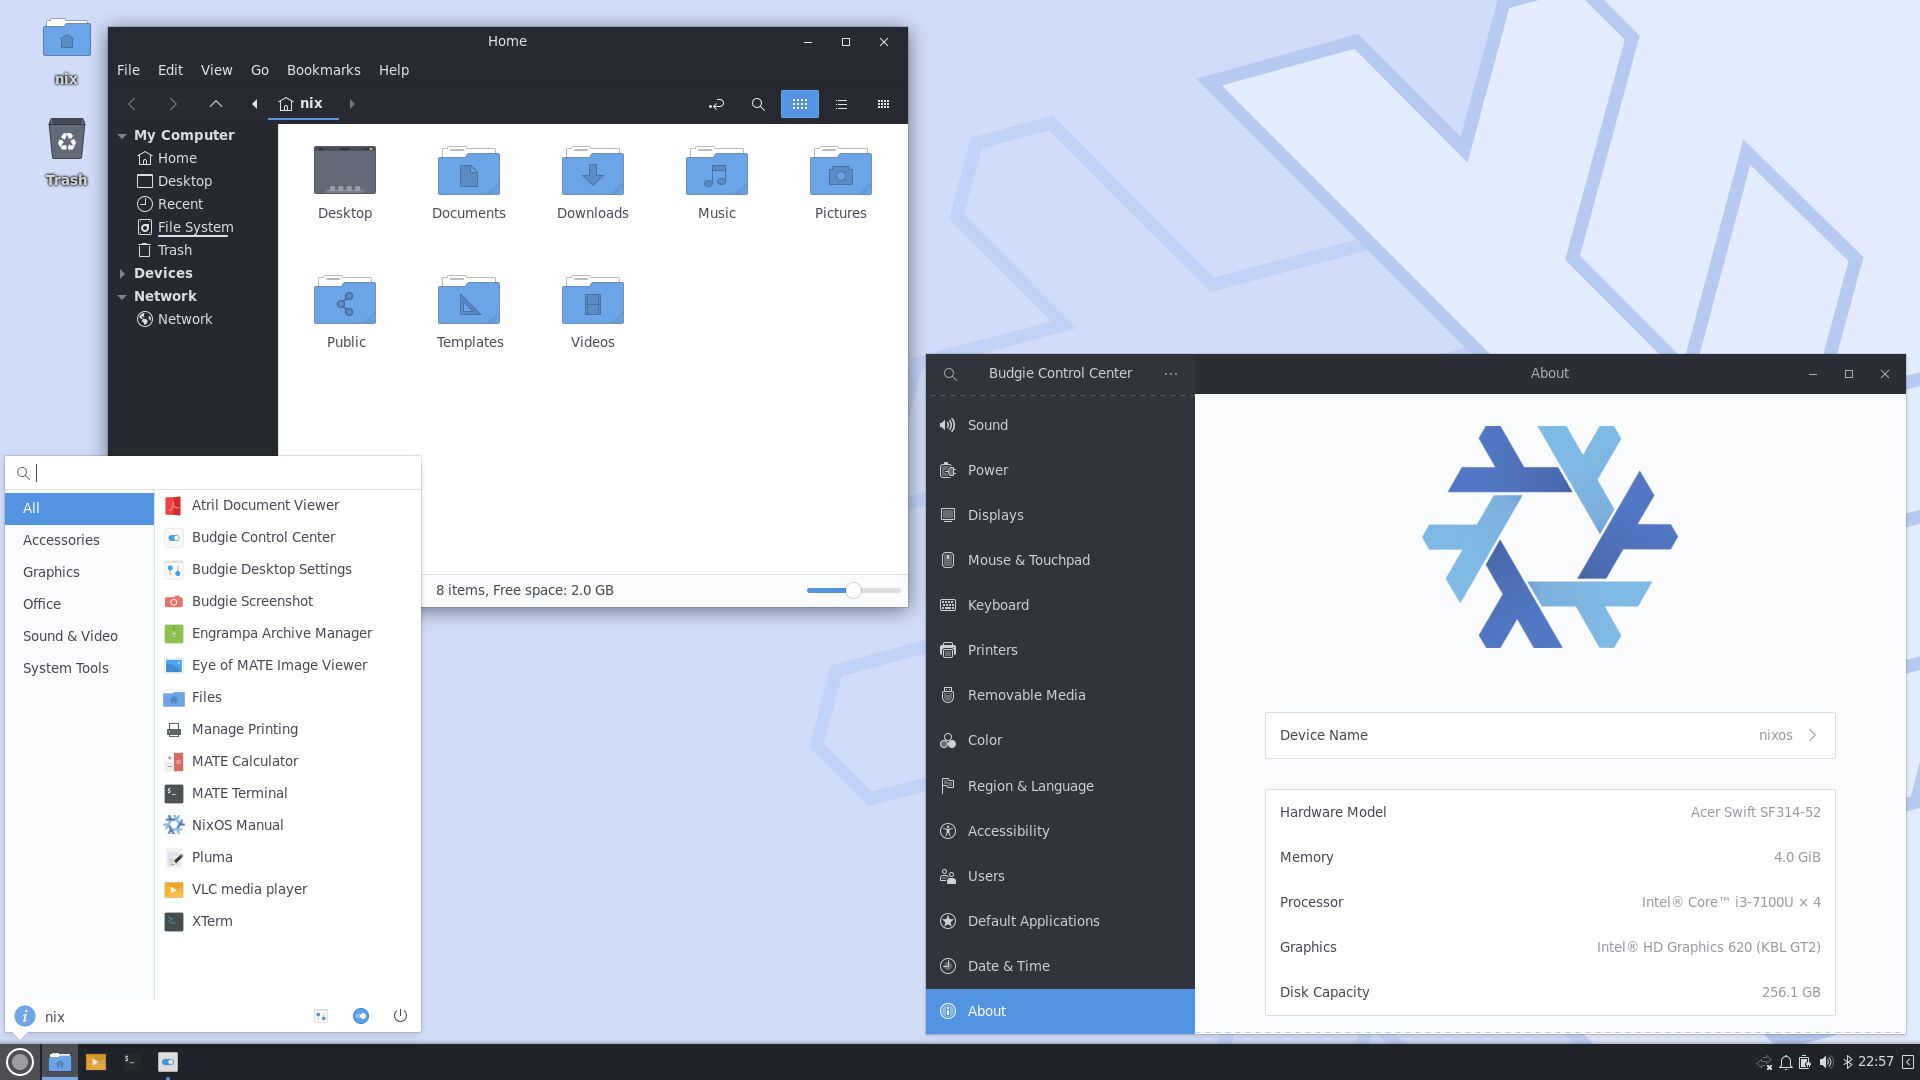 nix
Trash
Home
File Edit View Go Bookmarks Help
nix
My Computer
Home
Desktop
Recent
File System
Trash
Devices
Network
Network
Desktop
Documents
Downloads
Music
Pictures
Public
Templates
Videos
8 items, Free space: 2.0 GB
All
Accessories
Graphics
Office
Sound & Video
System Tools
Atril Document Viewer
Budgie Control Center
Budgie Desktop Settings
Budgie Screenshot
Engrampa Archive Manager
Eye of MATE Image Viewer
Files
Manage Printing
MATE Calculator
MATE Terminal
NixOS Manual
Pluma
VLC media player
XTerm
nix
Budgie Control Center
Sound
Power
Displays
Mouse & Touchpad
Keyboard
Printers
Removable Media
Color
Region & Language
Accessibility
Users
Default Applications
Date & Time
About
About
Device Name nixos
Hardware Model Acer Swift SF314-52
Memory 4.0 GiB
Processor Intel® Core™ i3-7100U × 4
Graphics Intel® HD Graphics 620 (KBL GT2)
Disk Capacity 256.1 GB
22:57